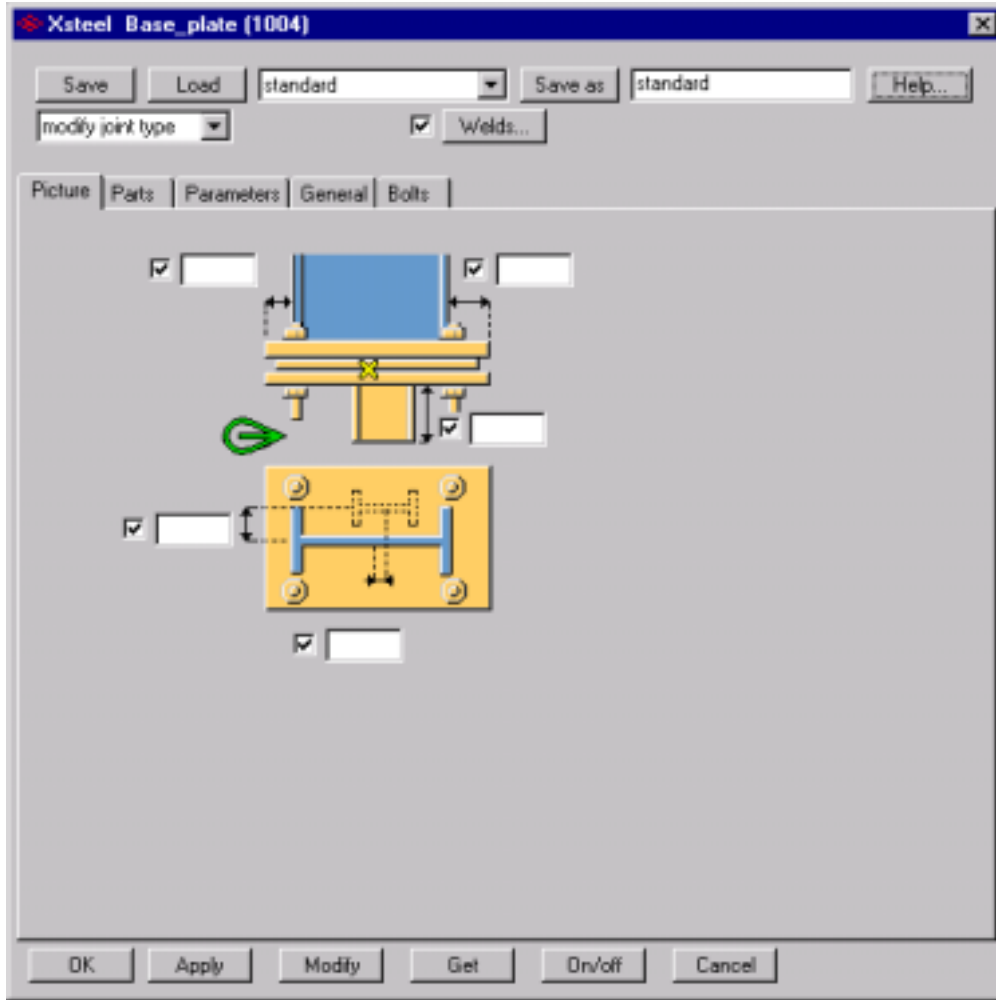 Xsteel Base_plate (1004)
Save Load standard Save as standard Help...
modify joint type Welds...
Picture Parts Parameters General Bolts
OK Apply Modify Get On/off Cancel